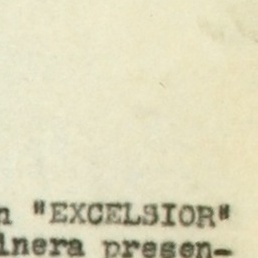 n "EXCELSIOR"
inera presen-